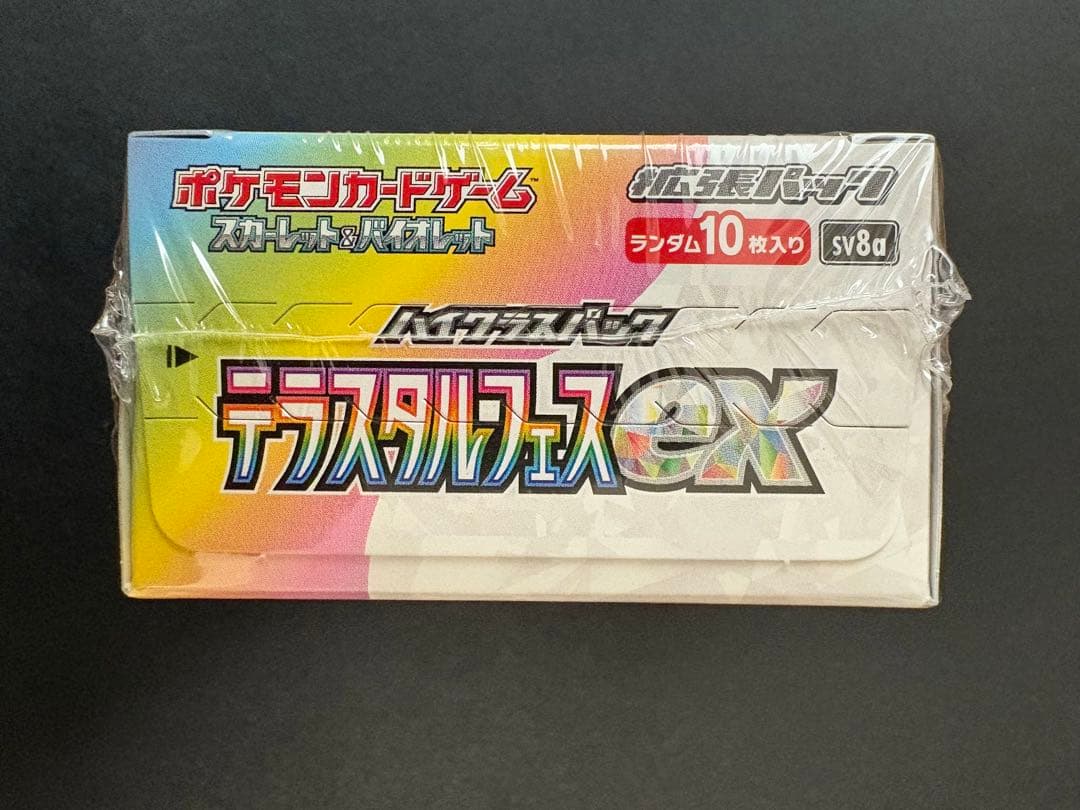 ポケモンカードゲーム™
拡張パック
スカーレット&バイオレット
ランダム10枚入り
SV8a
ハイクラスパック
テラスタル・フェスex